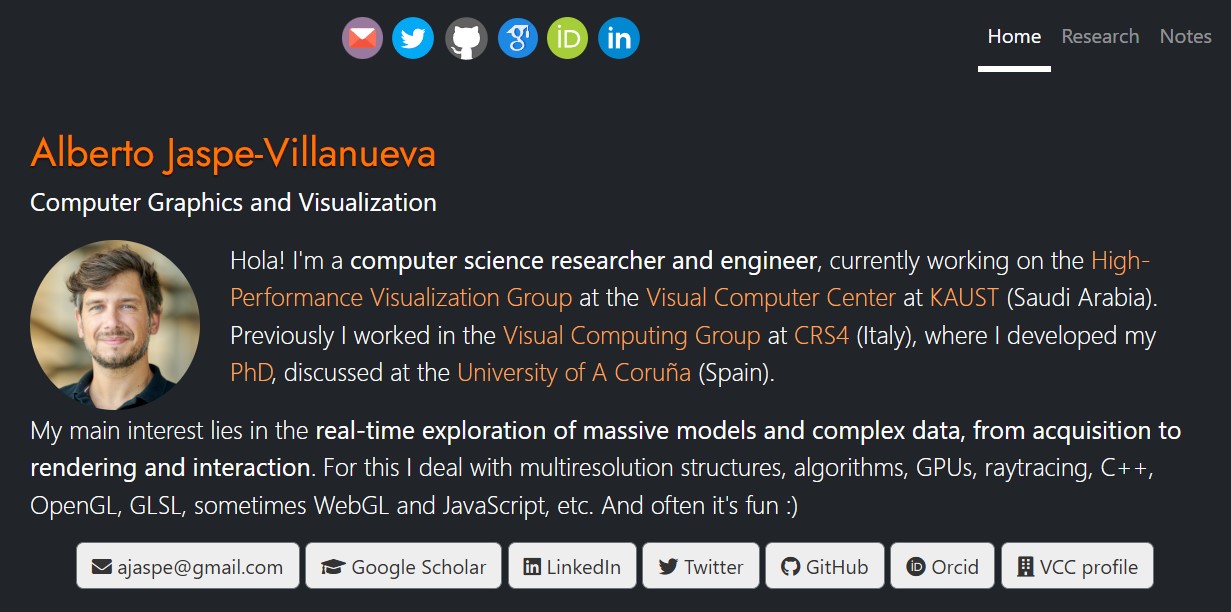 iD
in
Home
Research
Notes
Alberto Jaspe-Villanueva
Computer Graphics and Visualization
Hola! I'm a computer science researcher and engineer, currently working on the High-
Performance Visualization Group at the Visual Computer Center at KAUST (Saudi Arabia).
Previously I worked in the Visual Computing Group at CRS4 (Italy), where I developed my
PhD, discussed at the University of A Coruña (Spain).
My main interest lies in the real-time exploration of massive models and complex data, from acquisition to
rendering and interaction. For this I deal with multiresolution structures, algorithms, GPUs, raytracing, C++,
OpenGL, GLSL, sometimes WebGL and JavaScript, etc. And often it's fun :)
ajaspe@gmail.com
Google Scholar
in LinkedIn
Twitter
GitHub
iD Orcid
VCC profile